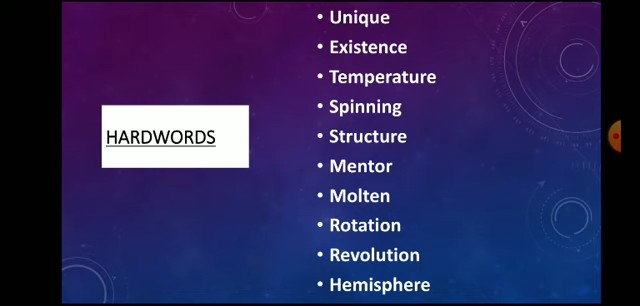 HARDWORDS
• Unique
• Existence
• Temperature
• Spinning
• Structure
• Mentor
• Molten
• Rotation
• Revolution
• Hemisphere